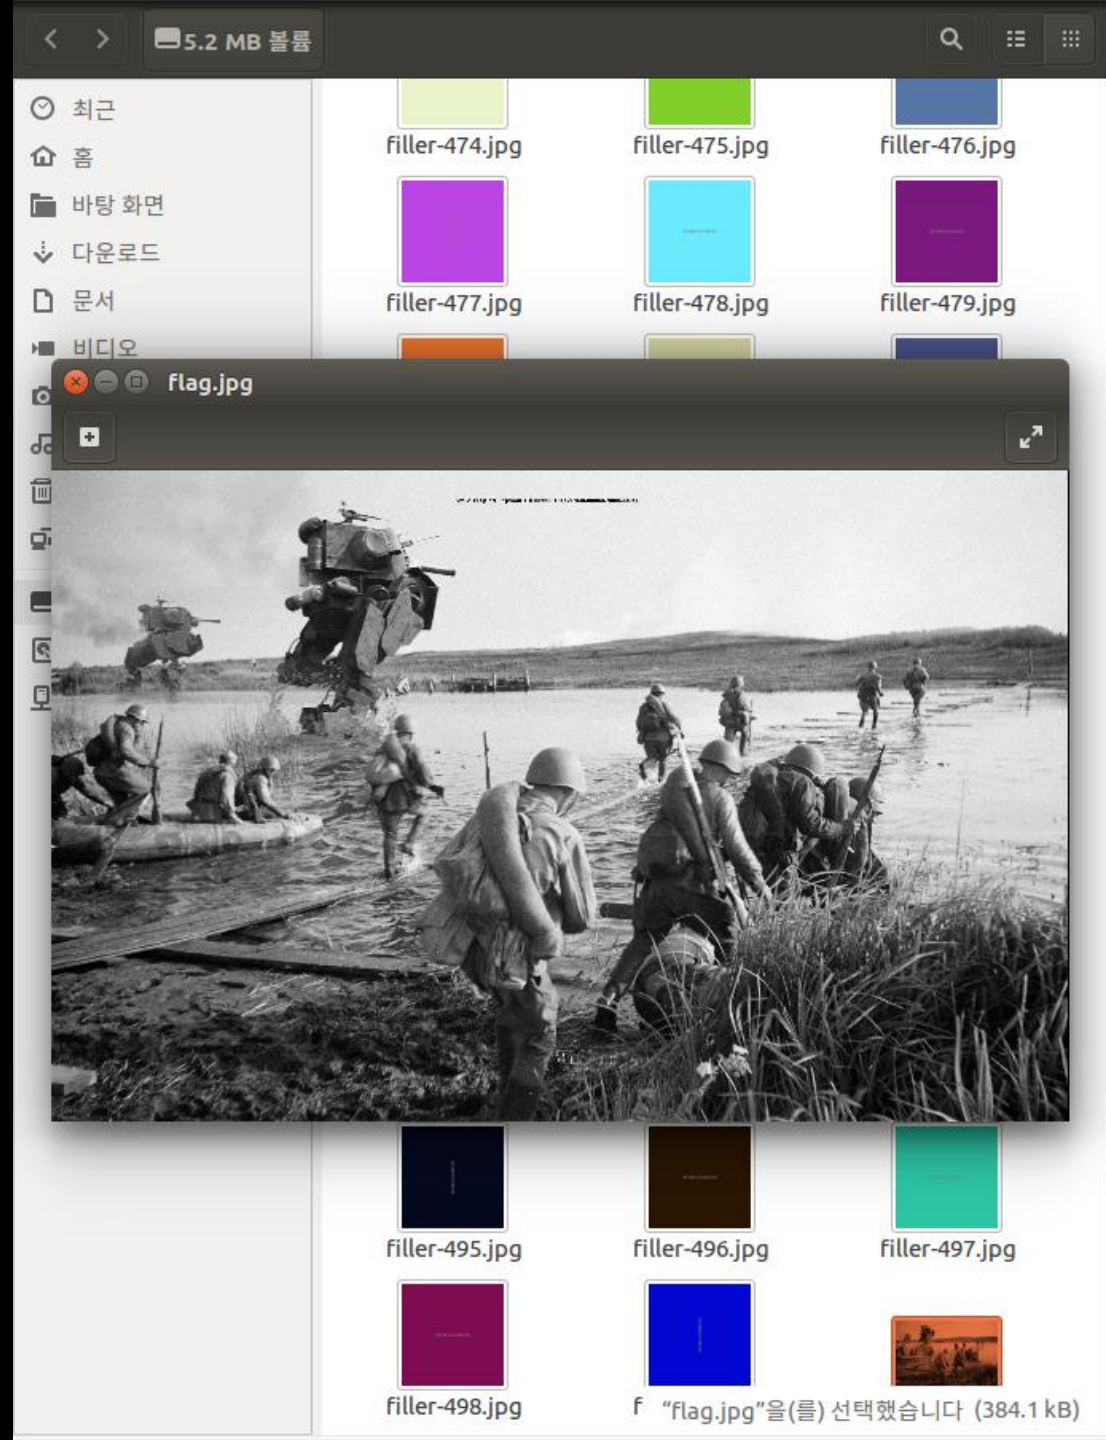 5.2 MB 볼륨
최근
홈
바탕 화면
다운로드
문서
비디오
filler-474.jpg
filler-475.jpg
filler-476.jpg
filler-477.jpg
filler-478.jpg
filler-479.jpg
flag.jpg
filler-495.jpg
filler-496.jpg
filler-497.jpg
filler-498.jpg
“flag.jpg”을(를) 선택했습니다 (384.1 kB)